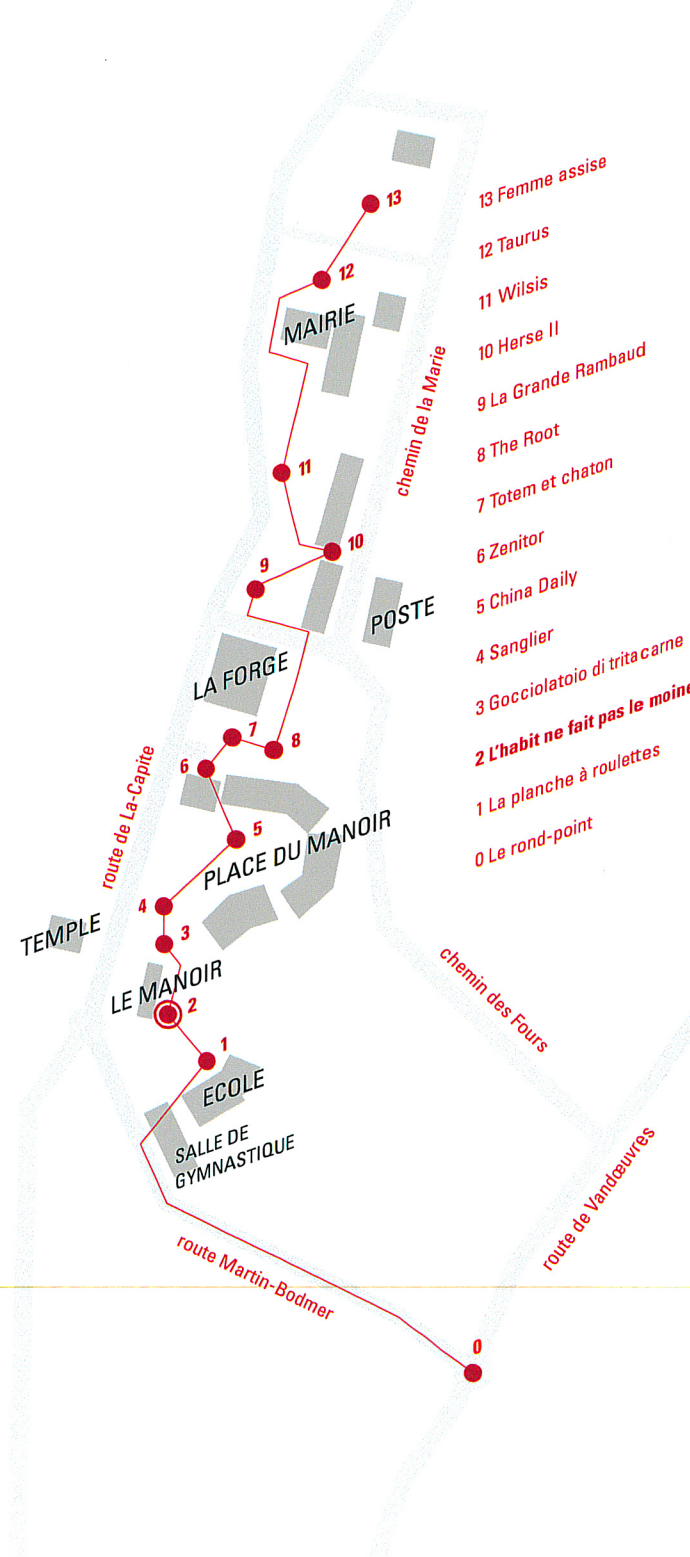 13
13 Femme assise
12
12 Taurus
MAIRIE
11 Wilsis
10 Herse II
chemin de la Marie
9 La Grande Rambaud
8 The Root
11
7 Totem et chaton
10
6 Zenitor
9
POSTE
5 China Daily
LA FORGE
4 Sanglier
3 Gocciolatoio di tritacarne
7
8
2 L'habit ne fait pas le moine
6
route de La-Capite
1 La planche à roulettes
5
PLACE DU MANOIR
0 Le rond-point
4
TEMPLE
3
LE MANOIR
2
chemin des Fours
1
ECOLE
SALLE DE
GYMNASTIQUE
route de Vandœuvres
route Martin-Bodmer
0